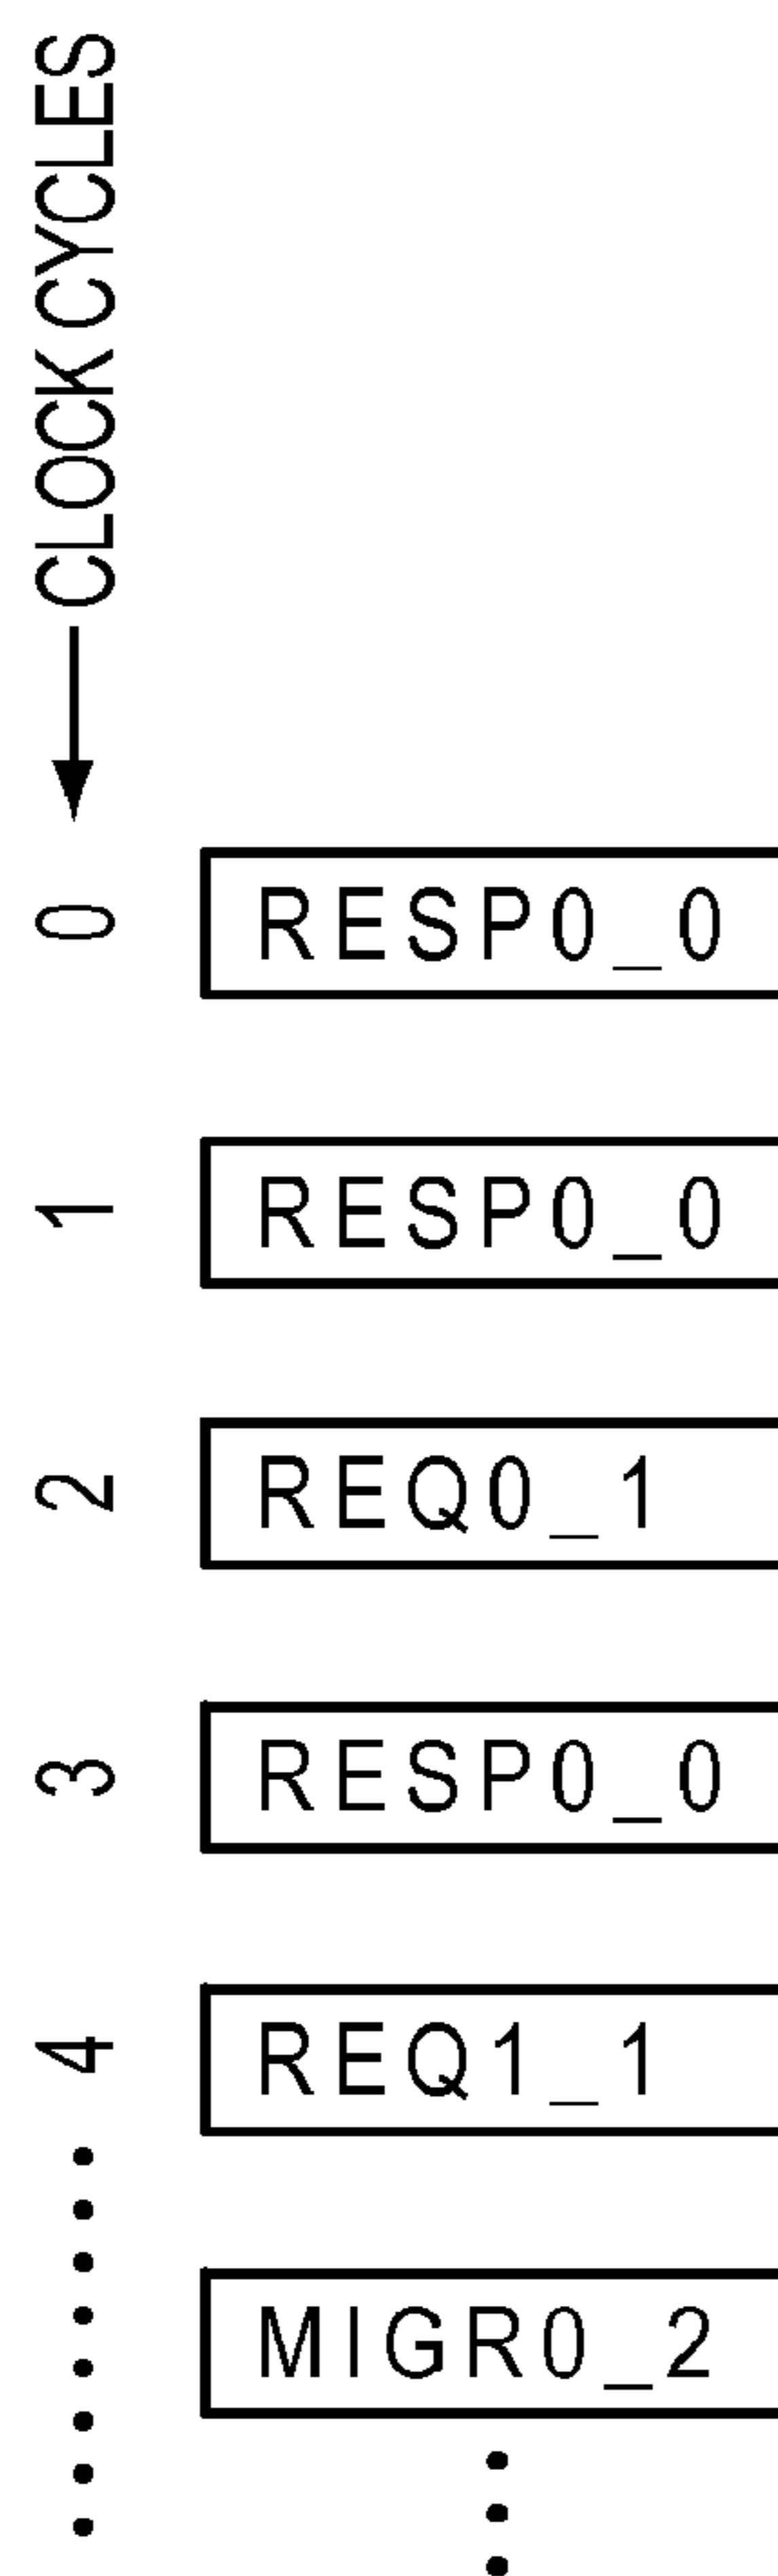 CLOCK CYCLES
0
RESP0_0
1
RESP0_0
2
REQ0_1
3
RESP0_0
4
REQ1_1
MIGR0_2